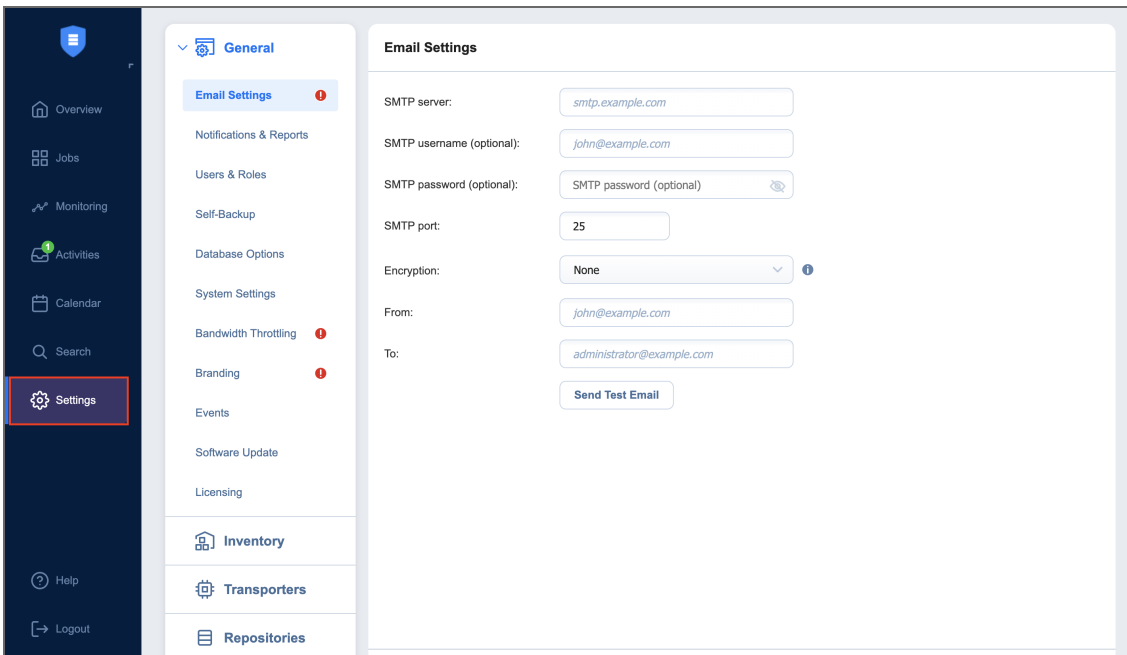 Overview
Jobs
Monitoring
1
Activities
Calendar
Search
Settings
Help
Logout
General
Email Settings
Notifications & Reports
Users & Roles
Self-Backup
Database Options
System Settings
Bandwidth Throttling
Branding
Events
Software Update
Licensing
Inventory
Transporters
Repositories
Email Settings
SMTP server: smtp.example.com
SMTP username (optional): john@example.com
SMTP password (optional): SMTP password (optional)
SMTP port: 25
Encryption: None
From: john@example.com
To: administrator@example.com
Send Test Email